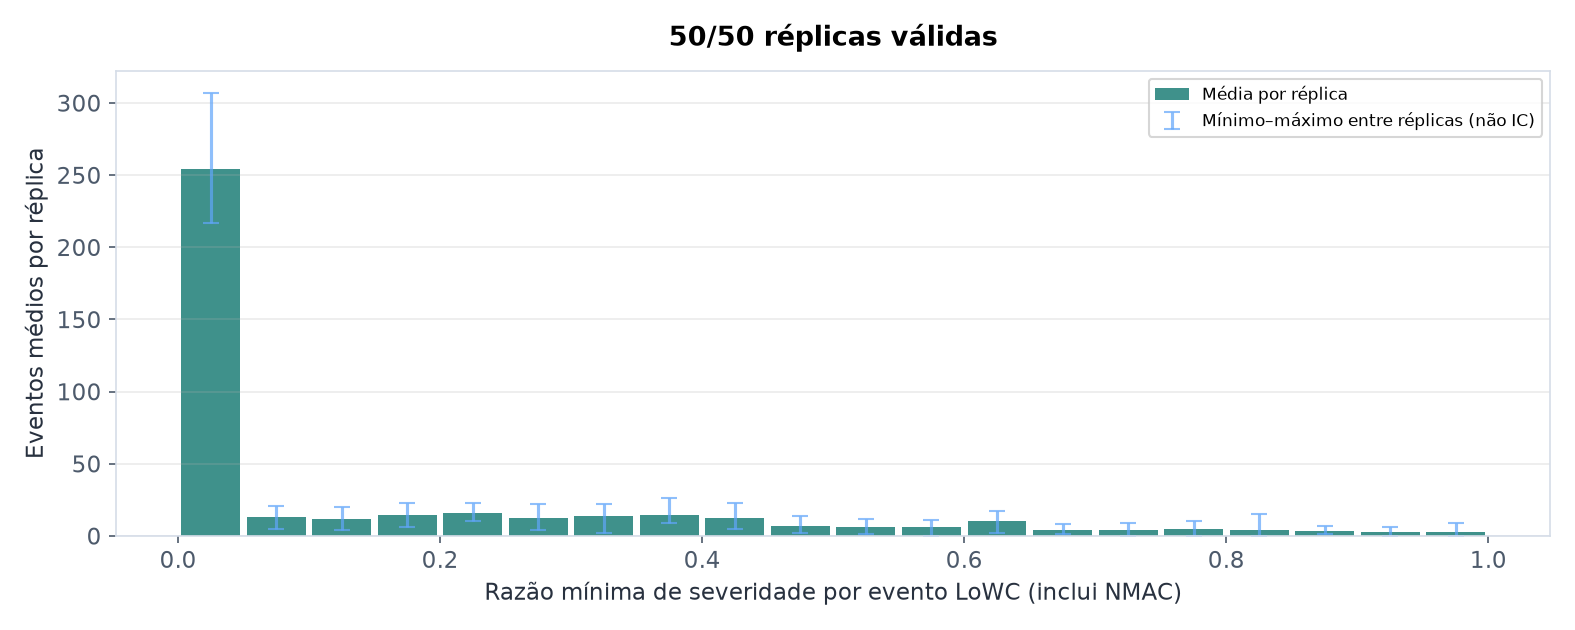 50/50 réplicas válidas
Média por réplica
Mínimo–máximo entre réplicas (não IC)
Eventos médios por réplica
300
250
200
150
100
50
0
0.0 0.2 0.4 0.6 0.8 1.0
Razão mínima de severidade por evento LoWC (inclui NMAC)